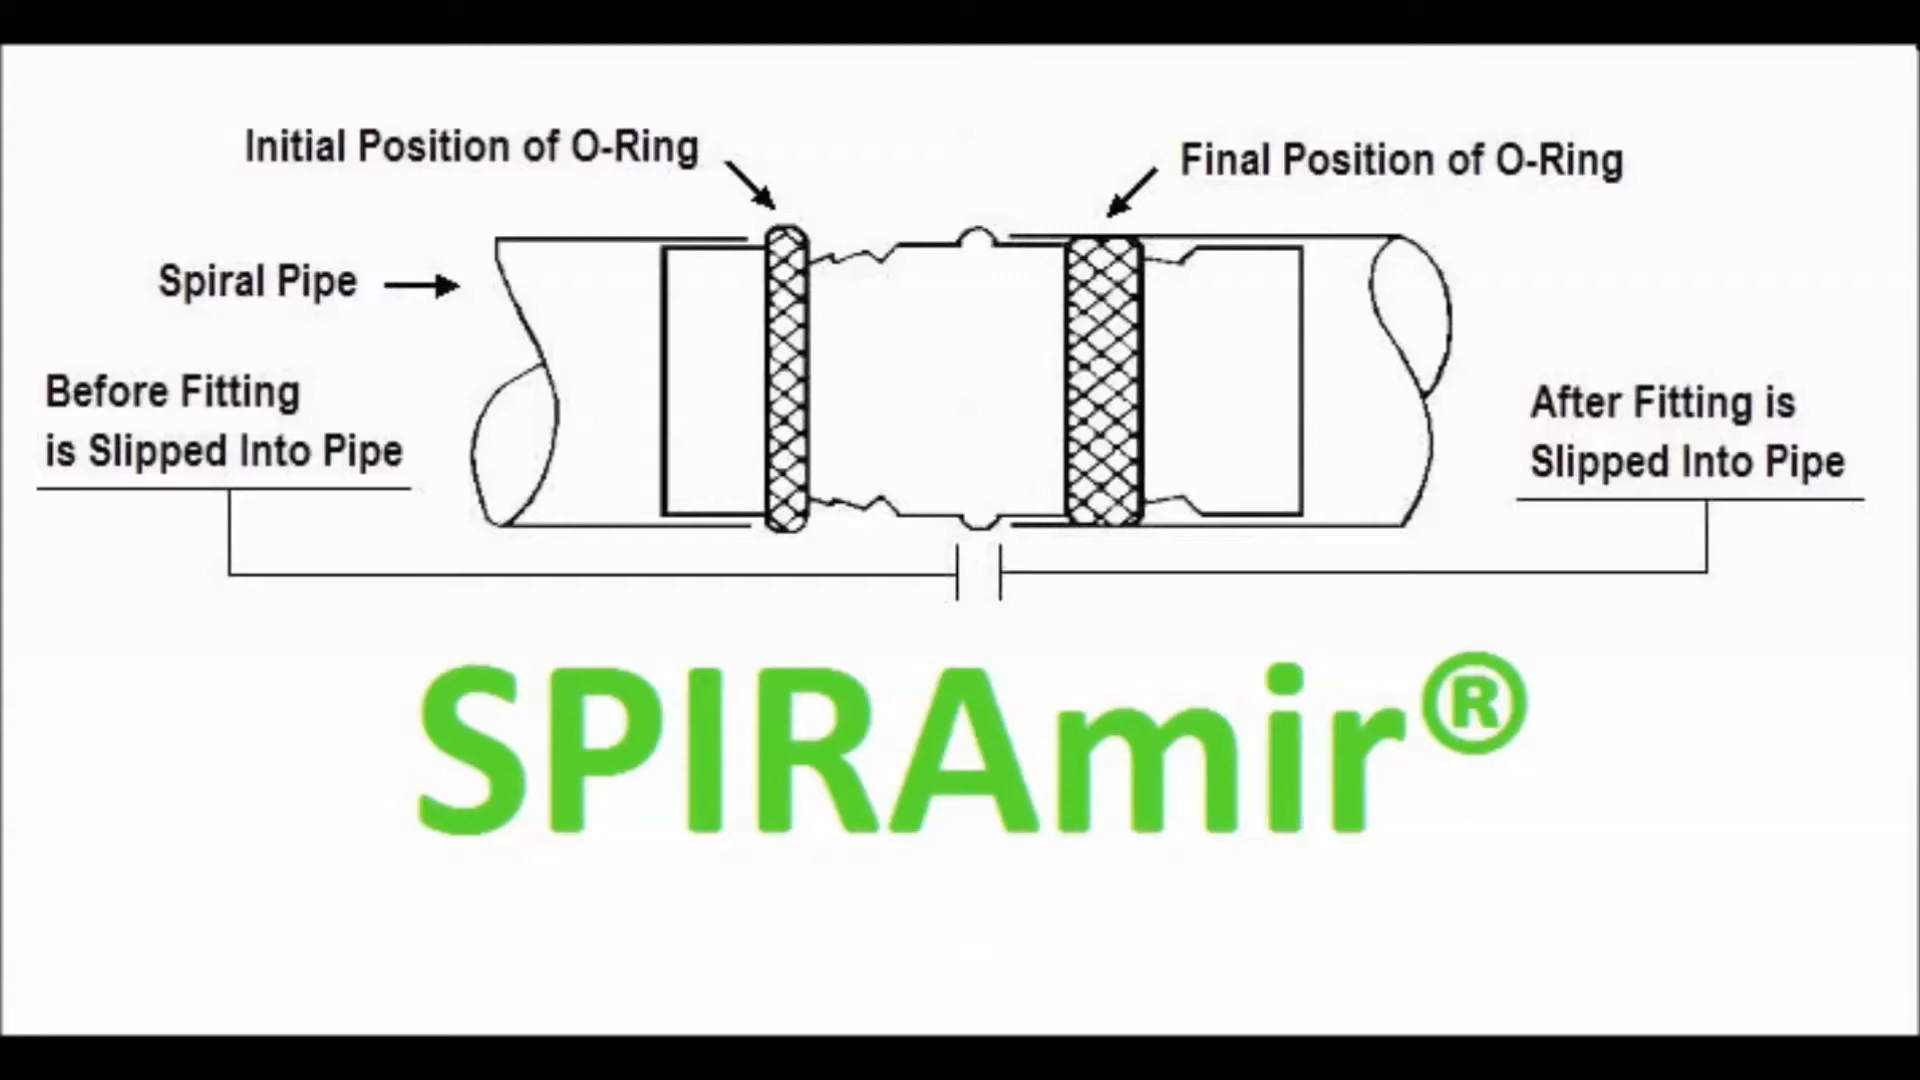 Initial Position of O-Ring
Final Position of O-Ring
Spiral Pipe
Before Fitting
is Slipped Into Pipe
After Fitting is
Slipped Into Pipe
SPIRAmir®